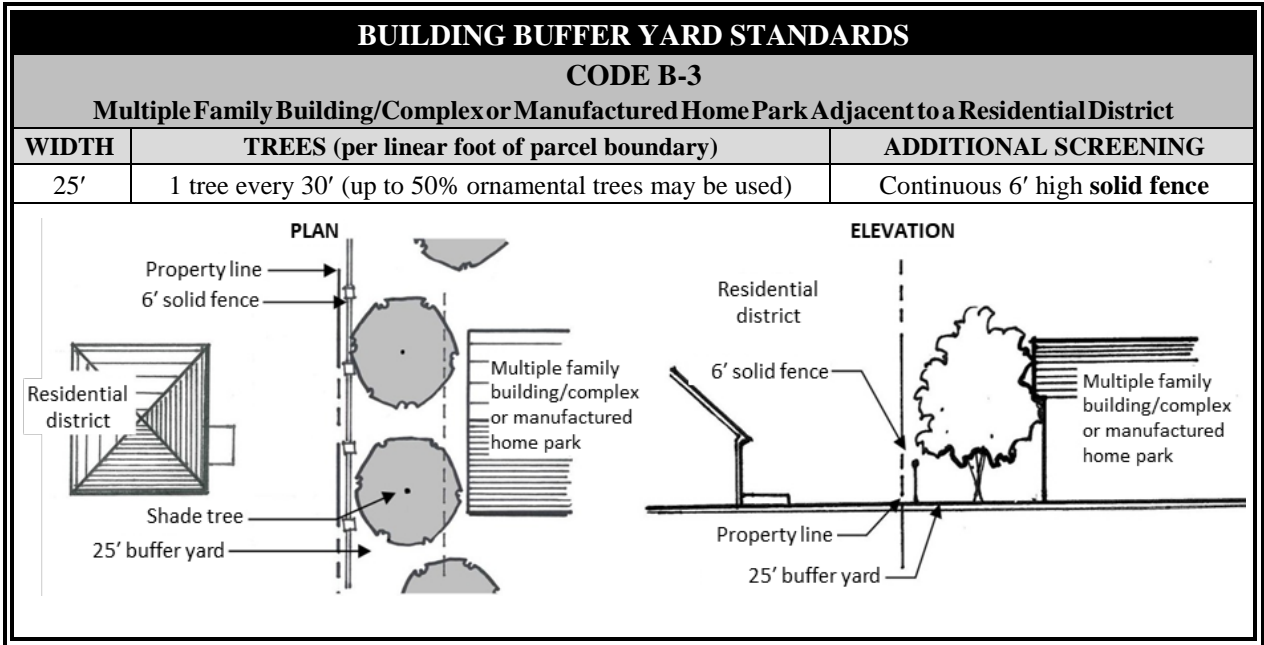 BUILDING BUFFER YARD STANDARDS
CODE B-3
Multiple Family Building/Complex or Manufactured Home Park Adjacent to a Residential District
WIDTH TREES (per linear foot of parcel boundary) ADDITIONAL SCREENING
25′ 1 tree every 30′ (up to 50% ornamental trees may be used) Continuous 6′ high solid fence
PLAN
Property line
6′ solid fence
Residential
district
Multiple family
building/complex
or manufactured
home park
Shade tree
25′ buffer yard
ELEVATION
Residential
district
6′ solid fence
Multiple family
building/complex
or manufactured
home park
Property line
25′ buffer yard